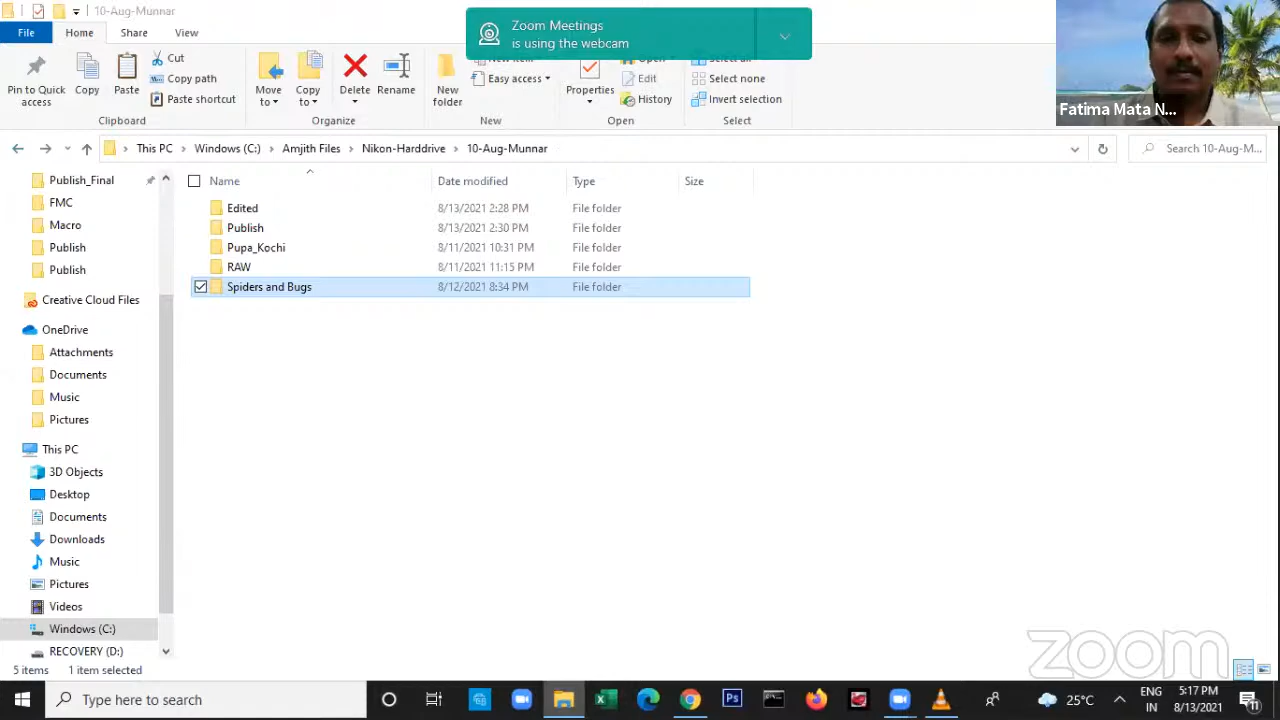 10-Aug-Munnar
Zoom Meetings
is using the webcam
File
Home
Share
View
Pin to Quick access
Copy
Paste
Cut
Copy path
Paste shortcut
Move to
Copy to
Delete
Rename
New folder
Easy access
Properties
Open
Edit
History
Select all
Select none
Invert selection
Clipboard
Organize
New
Open
Select
Fatima Mata N...
This PC
Windows (C:)
Amjith Files
Nikon-Harddrive
10-Aug-Munnar
Search 10-Aug-M...
Name
Date modified
Type
Size
Edited 8/13/2021 2:28 PM File folder
Publish 8/13/2021 2:30 PM File folder
Pupa_Kochi 8/11/2021 10:31 PM File folder
RAW 8/11/2021 11:15 PM File folder
Spiders and Bugs 8/12/2021 8:34 PM File folder
Publish_Final
FMC
Macro
Publish
Publish
Creative Cloud Files
OneDrive
Attachments
Documents
Music
Pictures
This PC
3D Objects
Desktop
Documents
Downloads
Music
Pictures
Videos
Windows (C:)
RECOVERY (D:)
5 items
1 item selected
zoom
Type here to search
Ps
25°C
ENG
IN
5:17 PM
8/13/2021
11